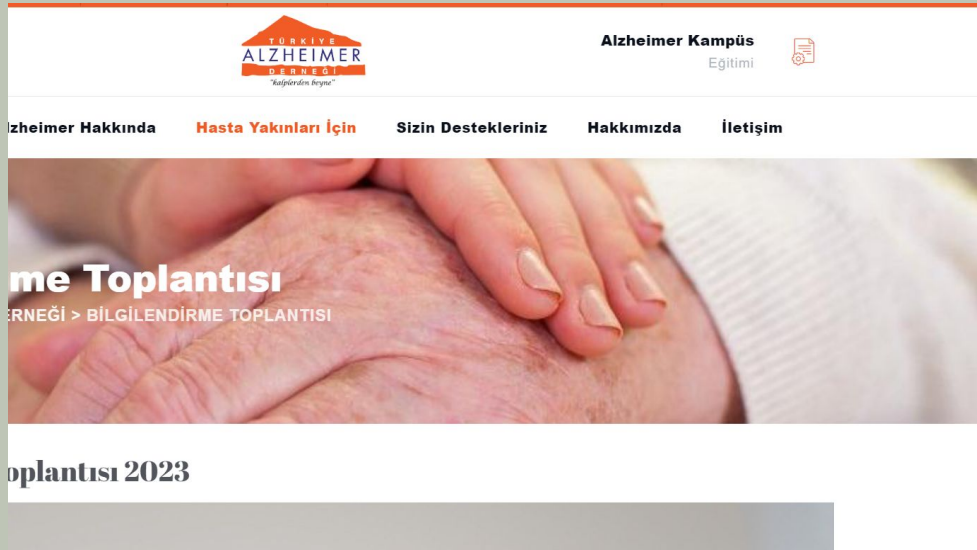 TÜRKİYE
ALZHEIMER
DERNEĞİ
"kalplerden beyne"
Alzheimer Kampüs
Eğitimi
lzheimer Hakkında Hasta Yakınları İçin Sizin Destekleriniz Hakkımızda İletişim
me Toplantısı
RNEĞİ > BİLGİLENDİRME TOPLANTISI
oplantısı 2023